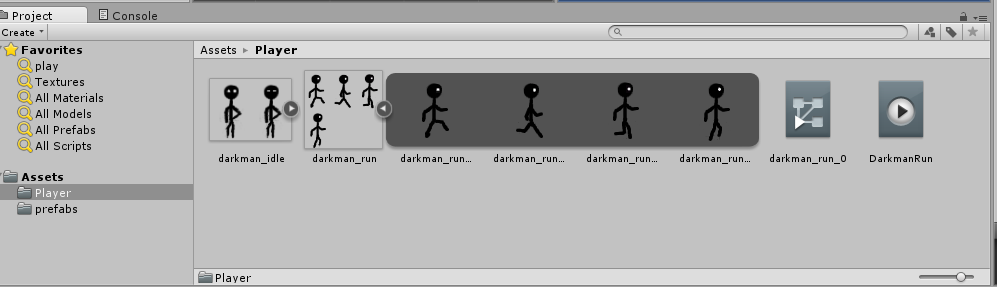 Project
Console
Create
Favorites
play
Textures
All Materials
All Models
All Prefabs
All Scripts
Assets
Player
prefabs
Assets ▸ Player
darkman_idle
darkman_run
darkman_run...
darkman_run...
darkman_run...
darkman_run...
darkman_run_0
DarkmanRun
Player